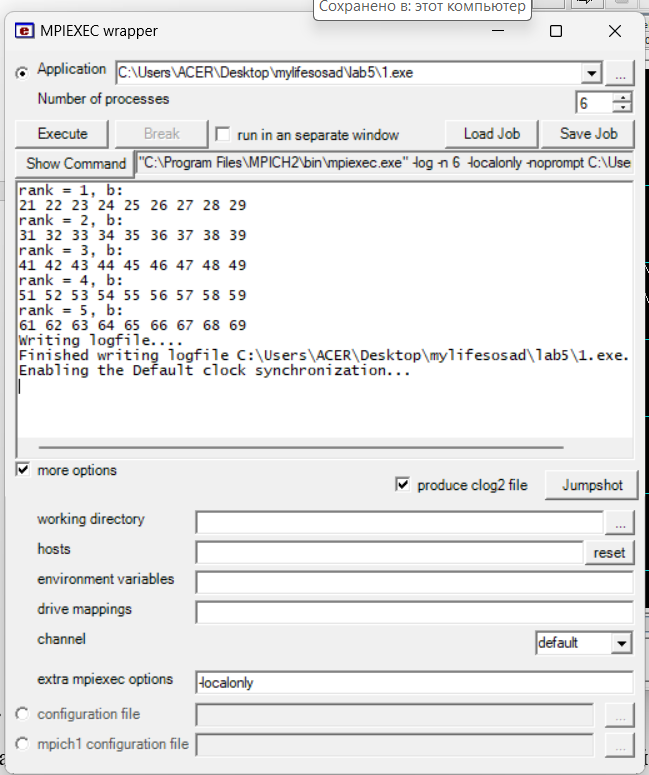 Сохранено в: этот компьютер
MPIEXEC wrapper
Application C:\Users\ACER\Desktop\mylifesosad\lab5\1.exe ...
Number of processes 6
Execute Break run in an separate window Load Job Save Job
Show Command "C:\Program Files\MPICH2\bin\mpiexec.exe" -log -n 6 -localonly -noprompt C:\Use
rank = 1, b:
21 22 23 24 25 26 27 28 29
rank = 2, b:
31 32 33 34 35 36 37 38 39
rank = 3, b:
41 42 43 44 45 46 47 48 49
rank = 4, b:
51 52 53 54 55 56 57 58 59
rank = 5, b:
61 62 63 64 65 66 67 68 69
Writing logfile....
Finished writing logfile C:\Users\ACER\Desktop\mylifesosad\lab5\1.exe.
Enabling the Default clock synchronization...
more options
produce clog2 file Jumpshot
working directory ...
hosts reset
environment variables
drive mappings
channel default
extra mpiexec options -localonly
configuration file ...
mpich1 configuration file ...